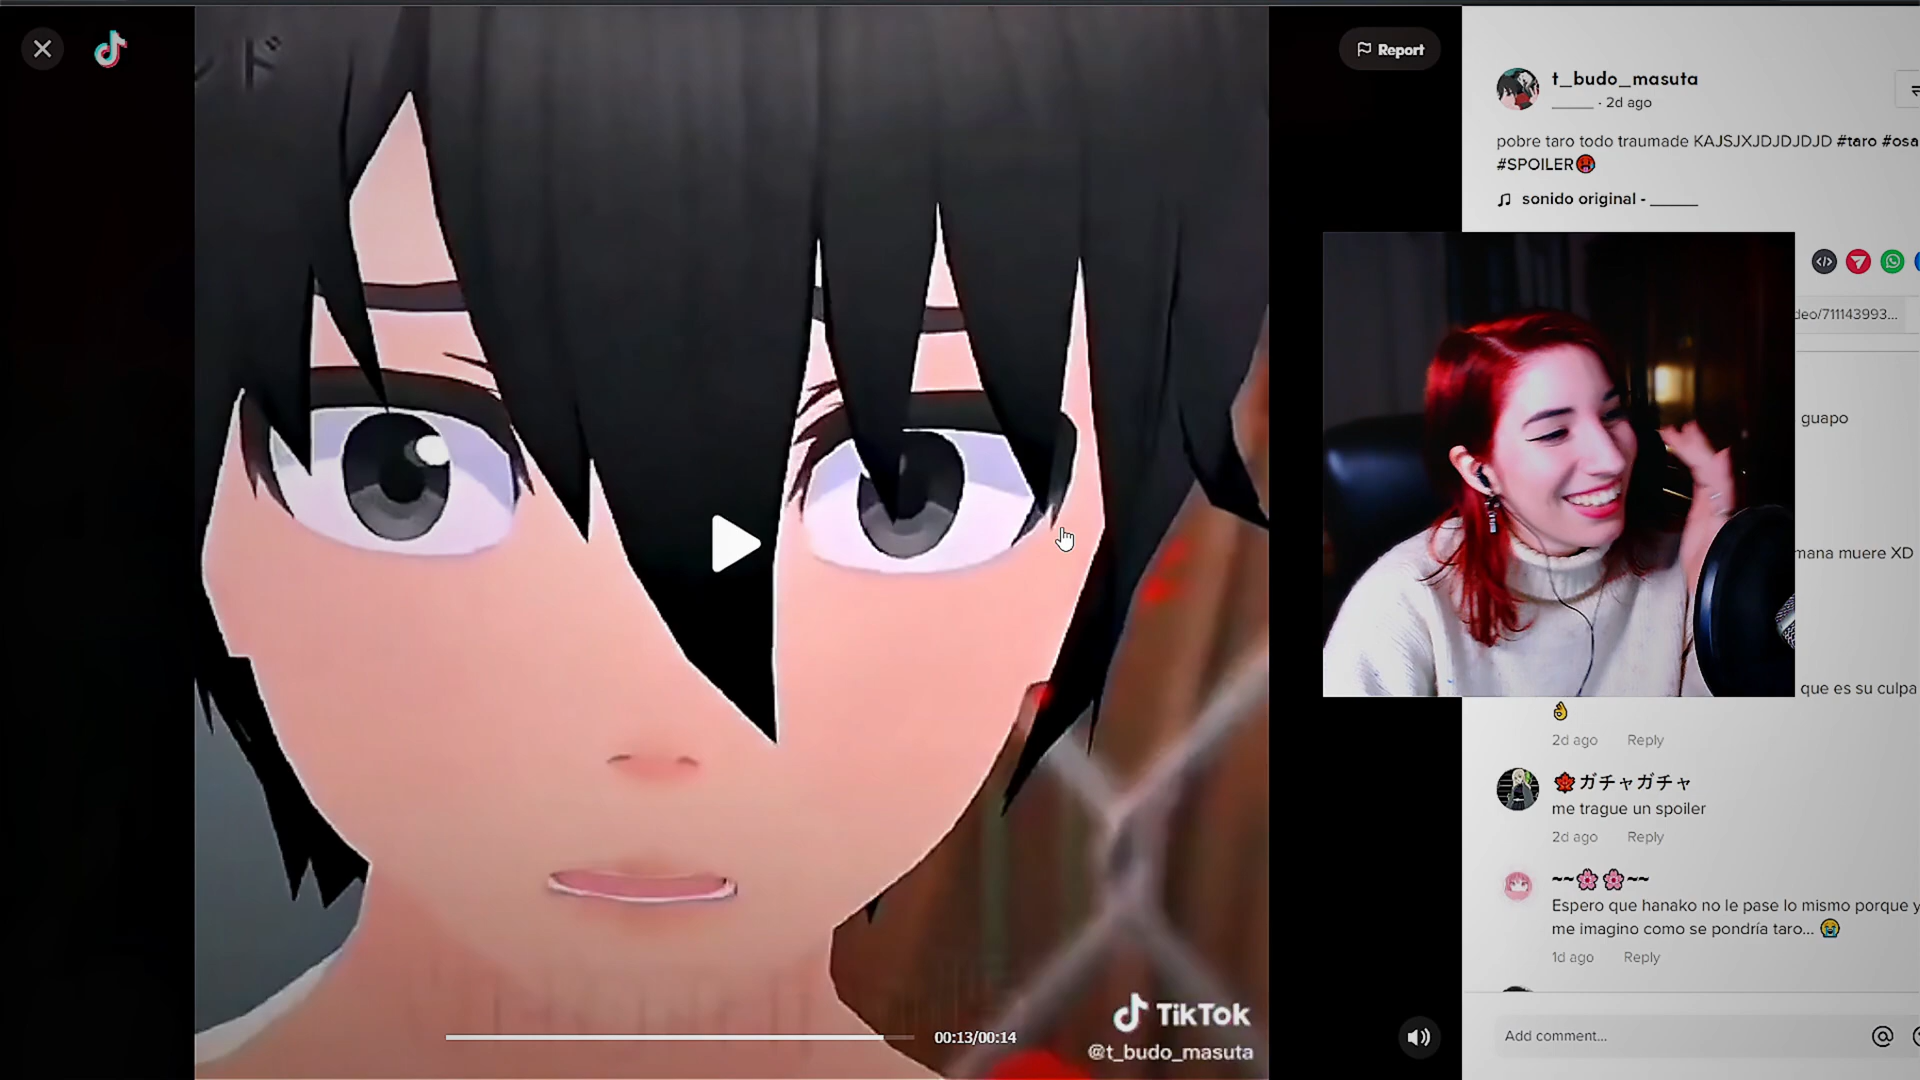 ンド
Report
t_budo_masuta
· 2d ago
pobre taro todo traumade KAJSJXJDJDJDJD #taro #osa
#SPOILER🥵
sonido original -
deo/711143993...
guapo
mana muere XD
que es su culpa
👌
2d ago Reply
🍁ガチャガチャ
me trague un spoiler
2d ago Reply
~~🌸🌸~~
Espero que hanako no le pase lo mismo porque y
me imagino como se pondría taro... 😭
1d ago Reply
00:13/00:14
TikTok
@t_budo_masuta
Add comment...